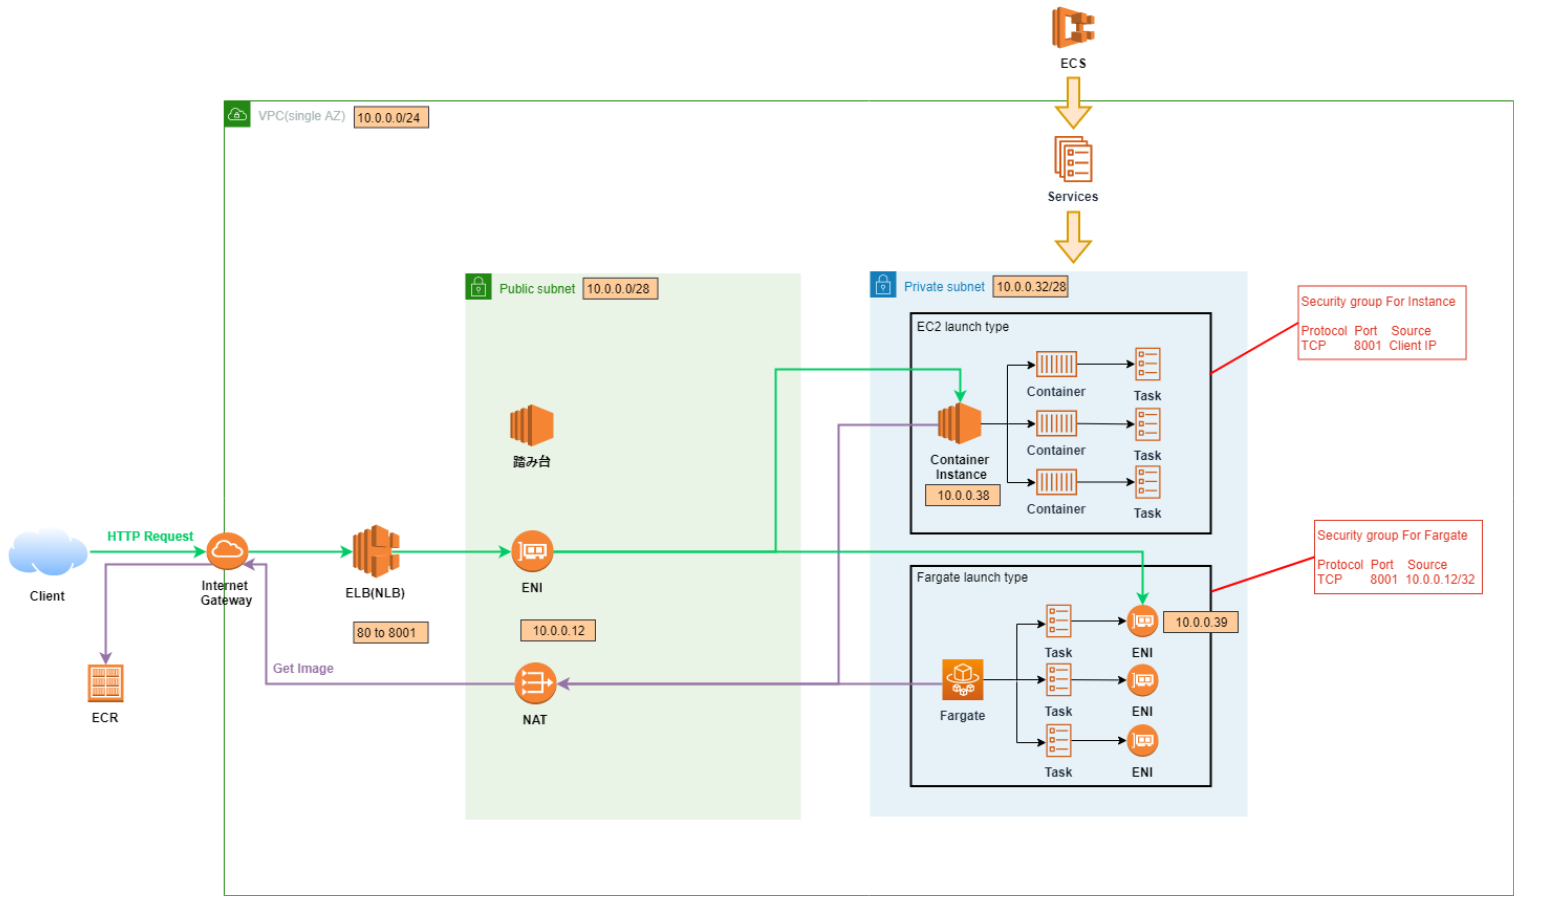 ECS
VPC(single AZ)
10.0.0.0/24
Services
Public subnet
10.0.0.0/28
Private subnet
10.0.0.32/28
Security group For Instance
Protocol Port Source
TCP 8001 Client IP
EC2 launch type
Container
Task
Container
Task
Container
Task
Container
Instance
10.0.0.38
踏み台
HTTP Request
Client
Internet
Gateway
ELB(NLB)
80 to 8001
ENI
10.0.0.12
Security group For Fargate
Protocol Port Source
TCP 8001 10.0.0.12/32
Fargate launch type
10.0.0.39
Task
ENI
Task
ENI
Task
ENI
Fargate
Get Image
NAT
ECR